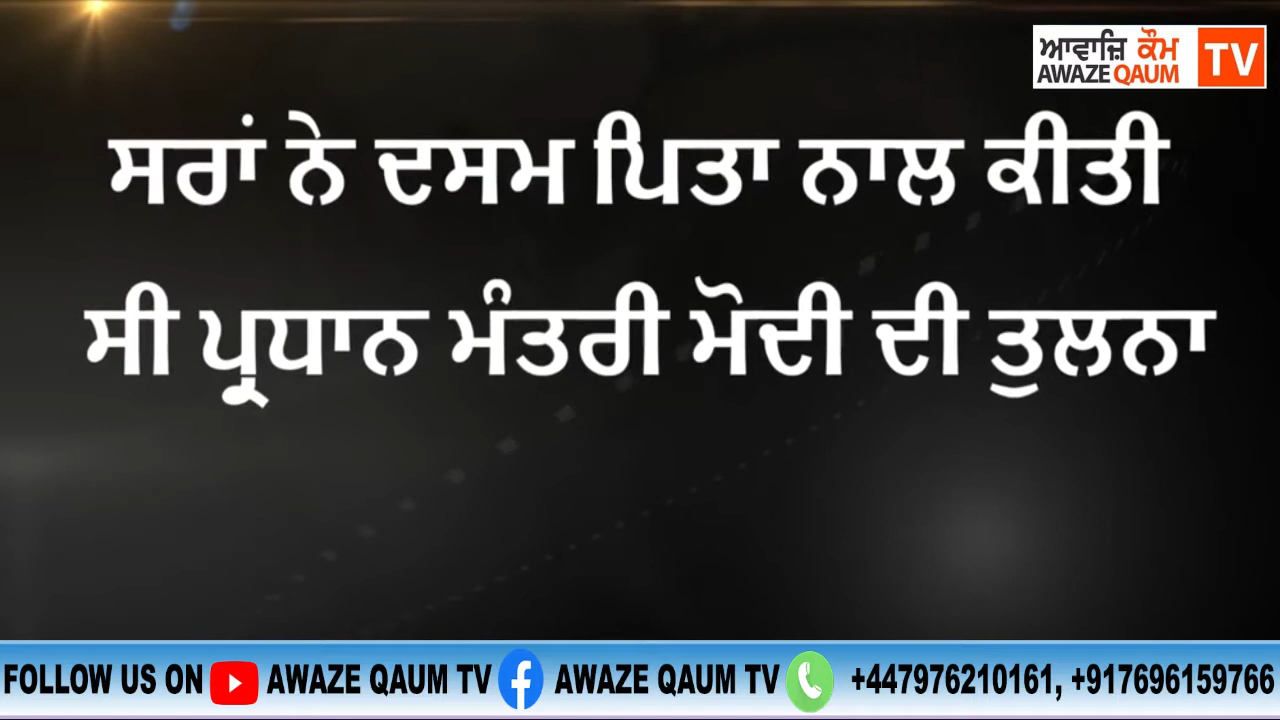 ਆਵਾਜ਼ਿ ਕੌਮ
AWAZE QAUM
TV
ਸਰਾਂ ਨੇ ਦਸਮ ਪਿਤਾ ਨਾਲ ਕੀਤੀ
ਸੀ ਪ੍ਰਧਾਨ ਮੰਤਰੀ ਮੋਦੀ ਦੀ ਤੁਲਨਾ
FOLLOW US ON AWAZE QAUM TV AWAZE QAUM TV +447976210161, +917696159766